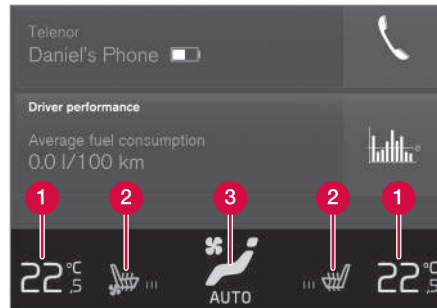 Telenor
Daniel's Phone
Driver performance
Average fuel consumption
0.0 l/100 km
1 2 3 2 1
22 °C ,5 22 °C ,5
AUTO